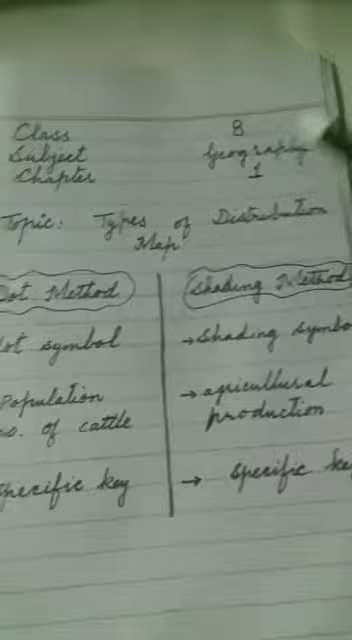 Class 8
Subject Geography
Chapter 1
Topic: Types of Distribution
Map
Dot Method Shading Method
Dot symbol → Shading symbo
Population → agricultural
no. of cattle production
specific key → specific key